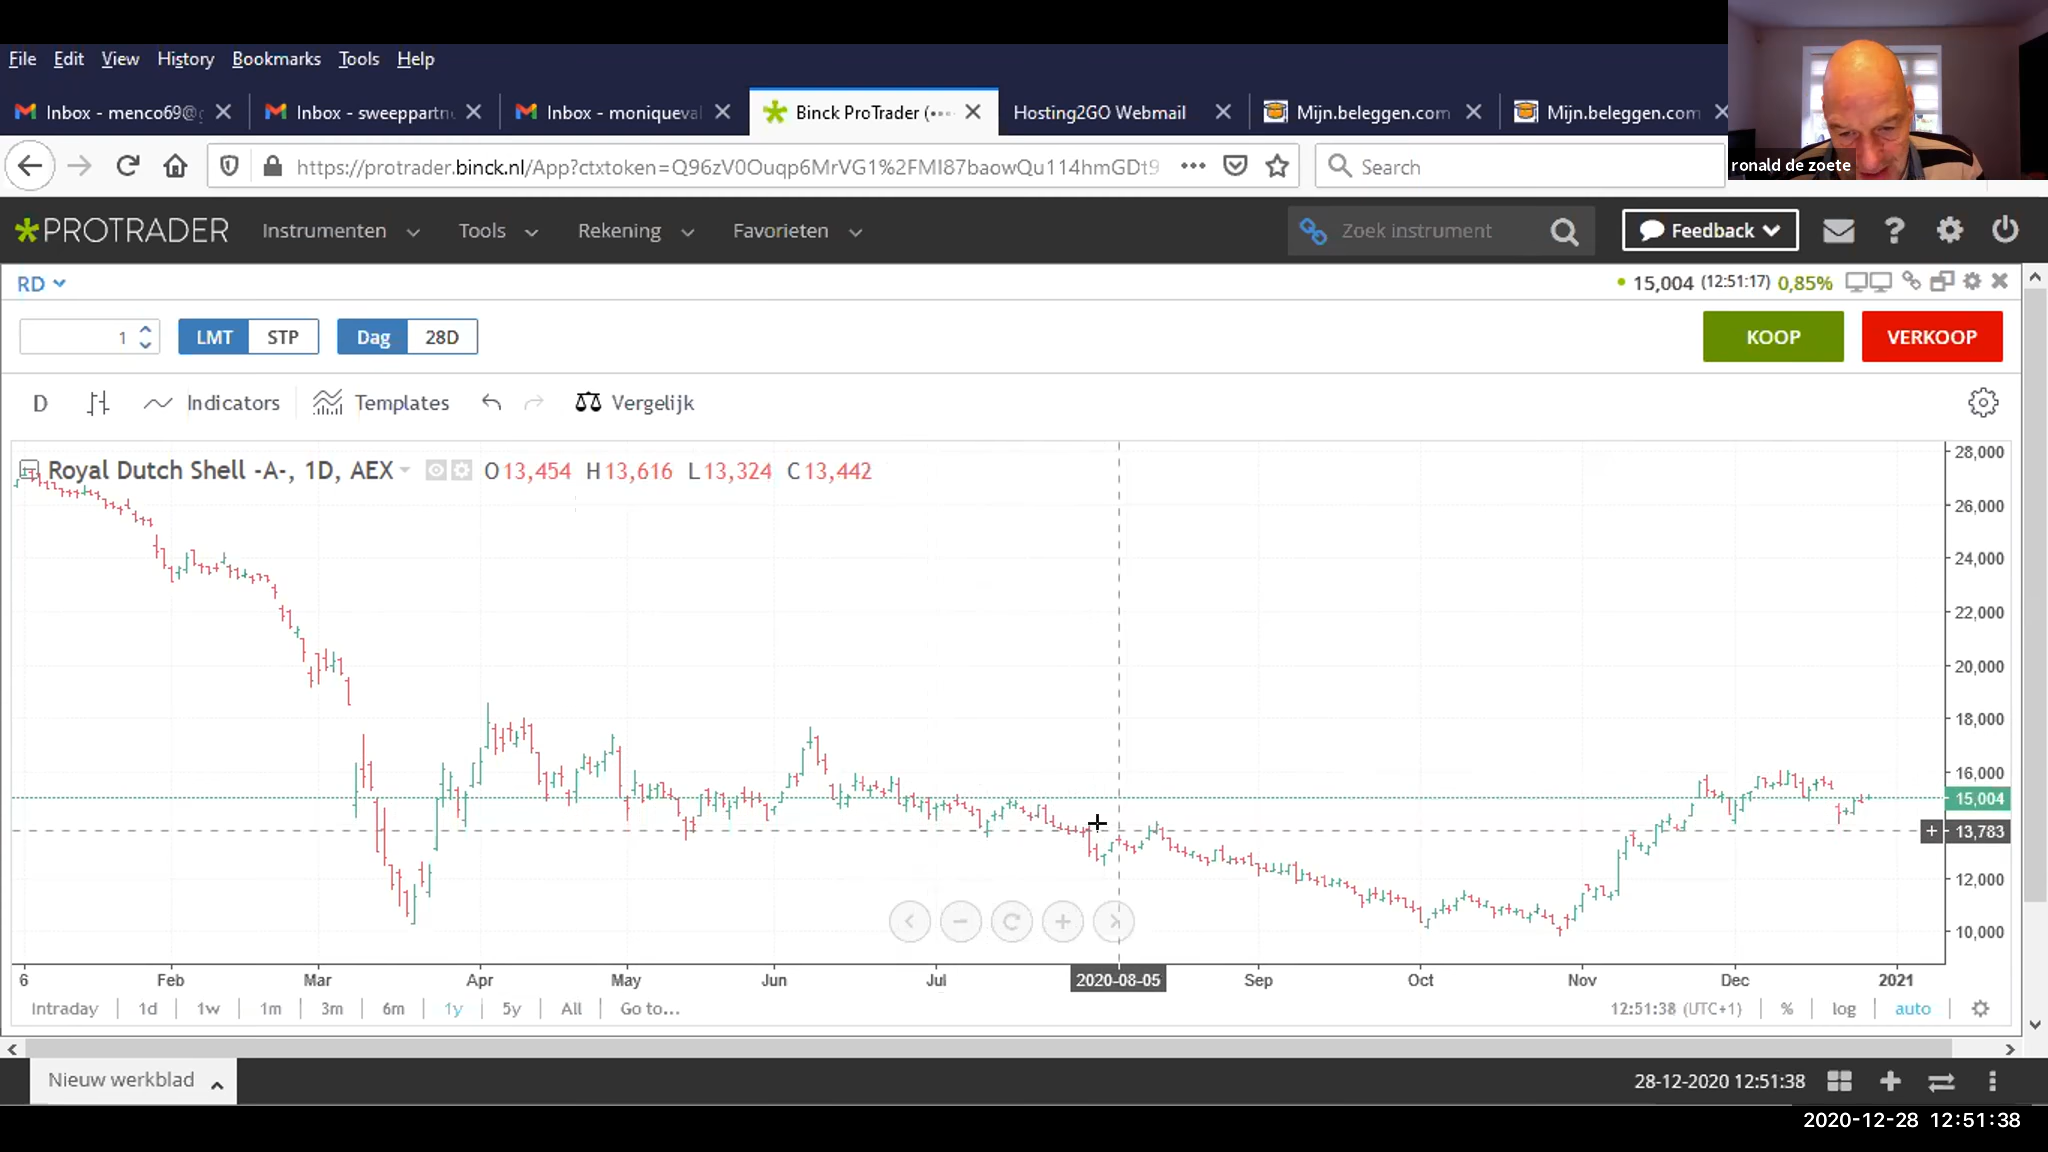 File Edit View History Bookmarks Tools Help
Inbox - menco69@g Inbox - sweeppartn Inbox - moniqueval Binck ProTrader (•••• Hosting2GO Webmail Mijn.beleggen.com Mijn.beleggen.com
https://protrader.binck.nl/App?ctxtoken=Q96zV0Ouqp6MrVG1%2FMI87baowQu114hmGDt9 ••• Search
ronald de zoete
PROTRADER Instrumenten Tools Rekening Favorieten Zoek instrument Feedback ?
RD 15,004 (12:51:17) 0,85%
1 LMT STP Dag 28D KOOP VERKOOP
D Indicators Templates Vergelijk
Royal Dutch Shell -A-, 1D, AEX O13,454 H13,616 L13,324 C13,442
28,000
26,000
24,000
22,000
20,000
18,000
16,000
15,004
+ 13,783
12,000
10,000
6 Feb Mar Apr May Jun Jul 2020-08-05 Sep Oct Nov Dec 2021
Intraday 1d 1w 1m 3m 6m 1y 5y All Go to... 12:51:38 (UTC+1) % log auto
Nieuw werkblad 28-12-2020 12:51:38
2020-12-28 12:51:38